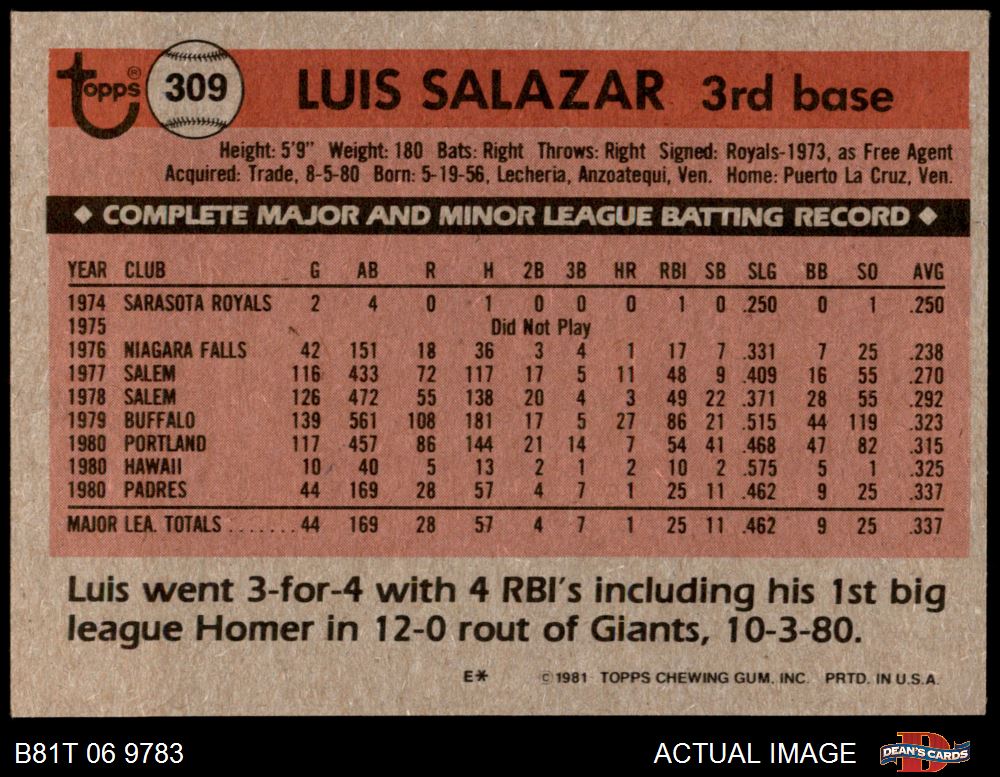 topps® 309 LUIS SALAZAR 3rd base
Height: 5'9" Weight: 180 Bats: Right Throws: Right Signed: Royals-1973, as Free Agent
Acquired: Trade, 8-5-80 Born: 5-19-56, Lecheria, Anzoatequi, Ven. Home: Puerto La Cruz, Ven.
◆ COMPLETE MAJOR AND MINOR LEAGUE BATTING RECORD ◆
YEAR CLUB G AB R H 2B 3B HR RBI SB SLG BB SO AVG
1974 SARASOTA ROYALS 2 4 0 1 0 0 0 1 0 .250 0 1 .250
1975 Did Not Play
1976 NIAGARA FALLS 42 151 18 36 3 4 1 17 7 .331 7 25 .238
1977 SALEM 116 433 72 117 17 5 11 48 9 .409 16 55 .270
1978 SALEM 126 472 55 138 20 4 3 49 22 .371 28 55 .292
1979 BUFFALO 139 561 108 181 17 5 27 86 21 .515 44 119 .323
1980 PORTLAND 117 457 86 144 21 14 7 54 41 .468 47 82 .315
1980 HAWAII 10 40 5 13 2 1 2 10 2 .575 5 1 .325
1980 PADRES 44 169 28 57 4 7 1 25 11 .462 9 25 .337
MAJOR LEA. TOTALS ....... 44 169 28 57 4 7 1 25 11 .462 9 25 .337
Luis went 3-for-4 with 4 RBI's including his 1st big
league Homer in 12-0 rout of Giants, 10-3-80.
E* © 1981 TOPPS CHEWING GUM, INC. PRTD. IN U.S.A.
B81T 06 9783 ACTUAL IMAGE DEAN'S CARDS